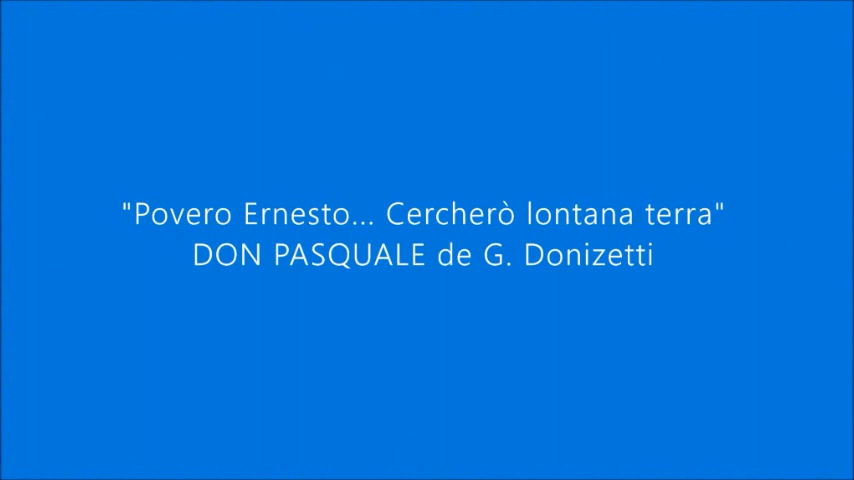 "Povero Ernesto... Cercherò lontana terra"
DON PASQUALE de G. Donizetti